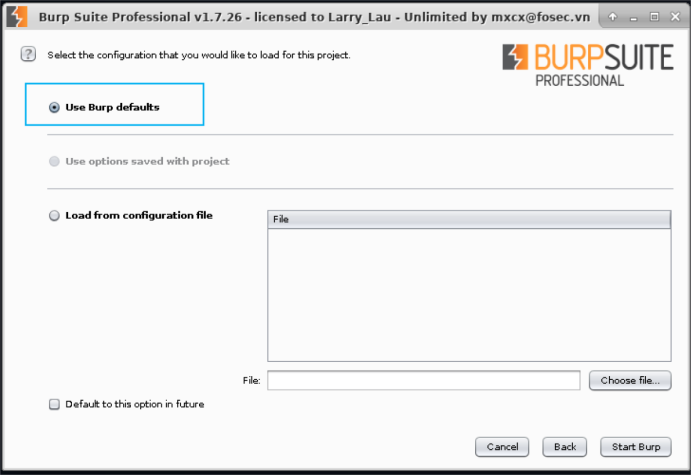 Burp Suite Professional v1.7.26 - licensed to Larry_Lau - Unlimited by mxcx@fosec.vn
? Select the configuration that you would like to load for this project.
BURPSUITE
PROFESSIONAL
Use Burp defaults
Use options saved with project
Load from configuration file
File
File:
Choose file...
Default to this option in future
Cancel
Back
Start Burp